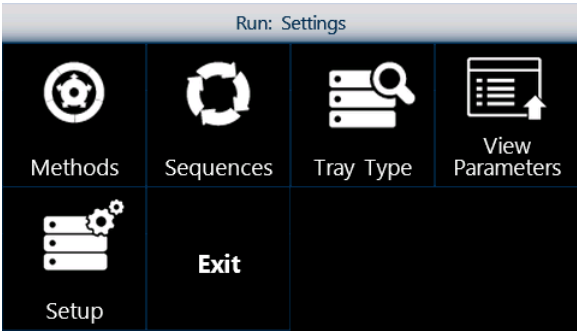 Run: Settings
Methods
Sequences
Tray Type
View
Parameters
Setup
Exit